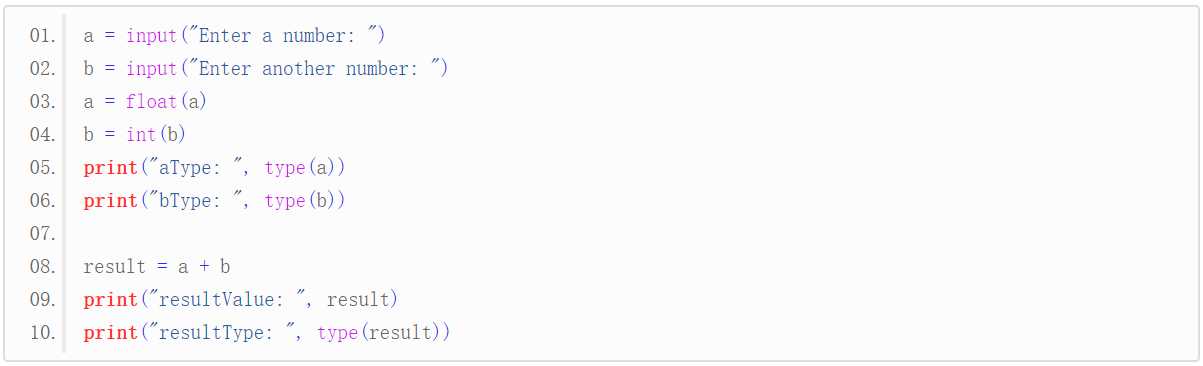 01. a = input("Enter a number: ")
02. b = input("Enter another number: ")
03. a = float(a)
04. b = int(b)
05. print("aType: ", type(a))
06. print("bType: ", type(b))
07.
08. result = a + b
09. print("resultValue: ", result)
10. print("resultType: ", type(result))